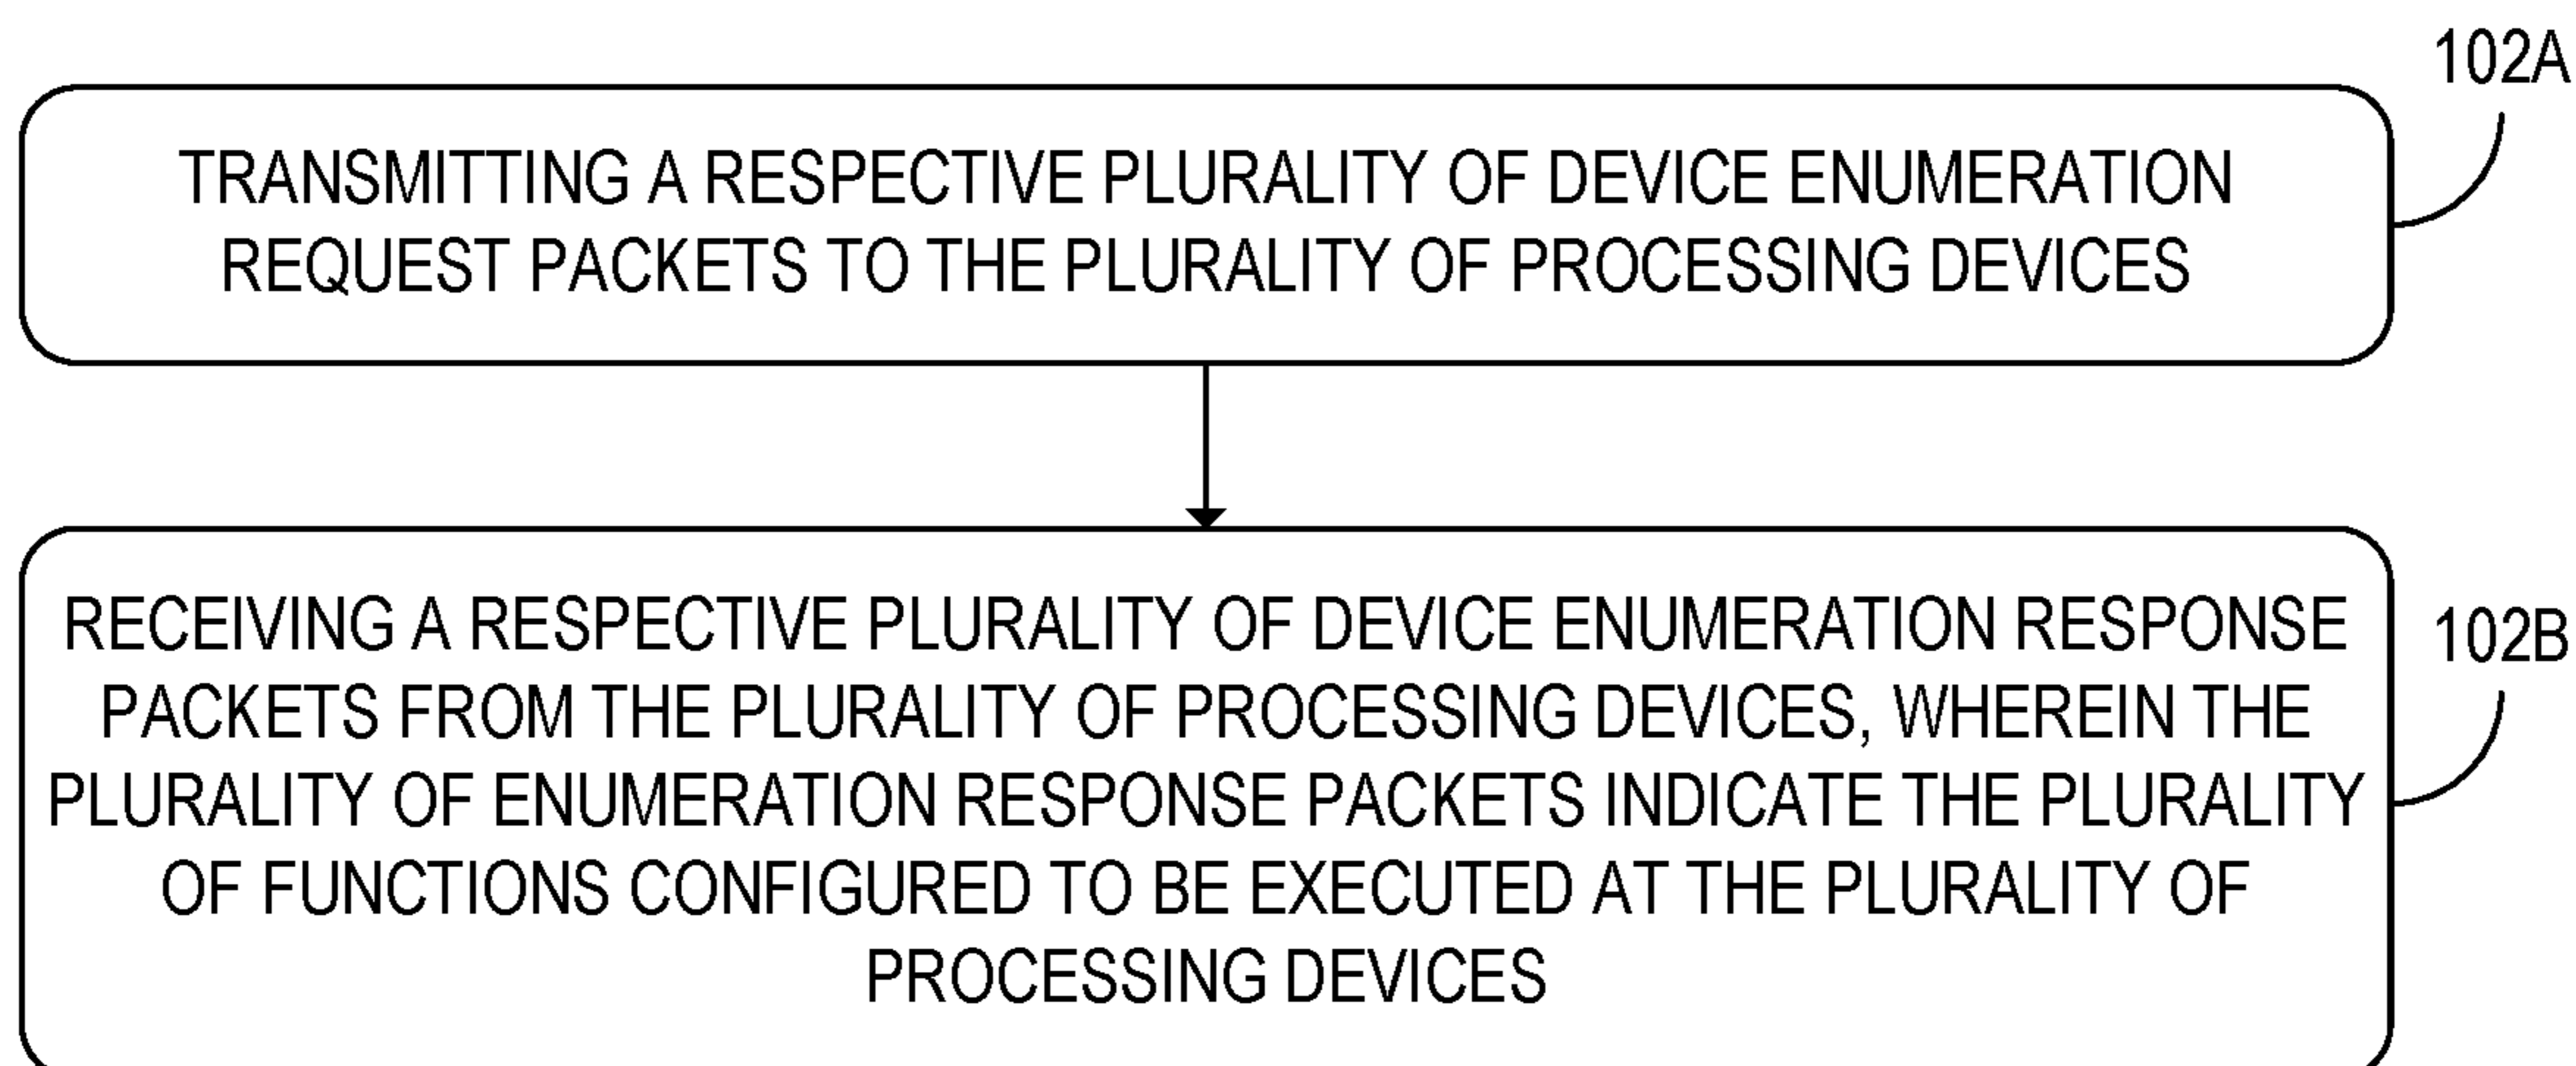 102A
TRANSMITTING A RESPECTIVE PLURALITY OF DEVICE ENUMERATION
REQUEST PACKETS TO THE PLURALITY OF PROCESSING DEVICES
RECEIVING A RESPECTIVE PLURALITY OF DEVICE ENUMERATION RESPONSE
PACKETS FROM THE PLURALITY OF PROCESSING DEVICES, WHEREIN THE
PLURALITY OF ENUMERATION RESPONSE PACKETS INDICATE THE PLURALITY
OF FUNCTIONS CONFIGURED TO BE EXECUTED AT THE PLURALITY OF
PROCESSING DEVICES
102B